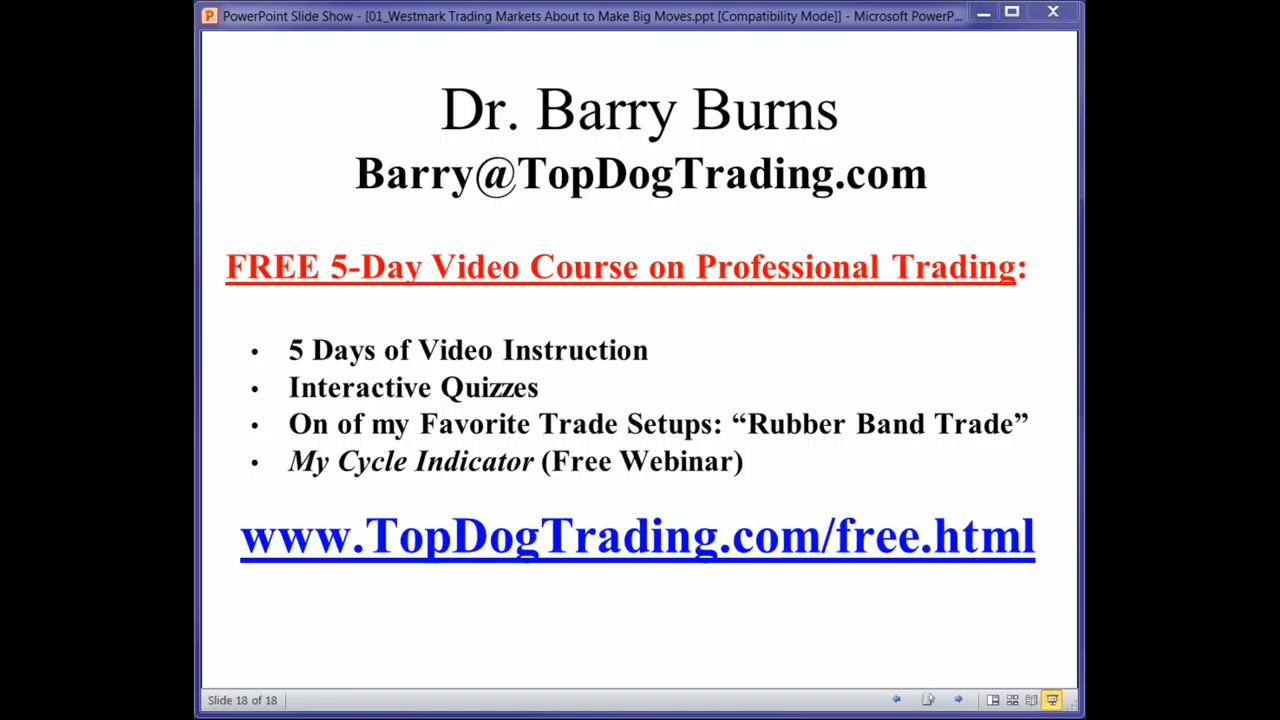 PowerPoint Slide Show - [01_Westmark Trading Markets About to Make Big Moves.ppt [Compatibility Mode]] - Microsoft PowerP...
Dr. Barry Burns
Barry@TopDogTrading.com
FREE 5-Day Video Course on Professional Trading:
• 5 Days of Video Instruction
• Interactive Quizzes
• On of my Favorite Trade Setups: “Rubber Band Trade”
• My Cycle Indicator (Free Webinar)
www.TopDogTrading.com/free.html
Slide 18 of 18